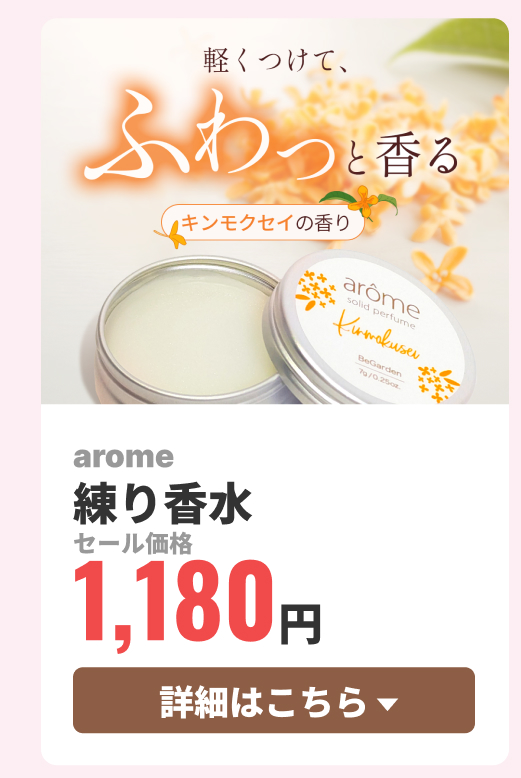 軽くつけて、
ふわっと香る
キンモクセイの香り
arôme
solid perfume
Kinmokusei
BeGarden
7g/0.25oz.
arome
練り香水
セール価格
1,180円
詳細はこちら